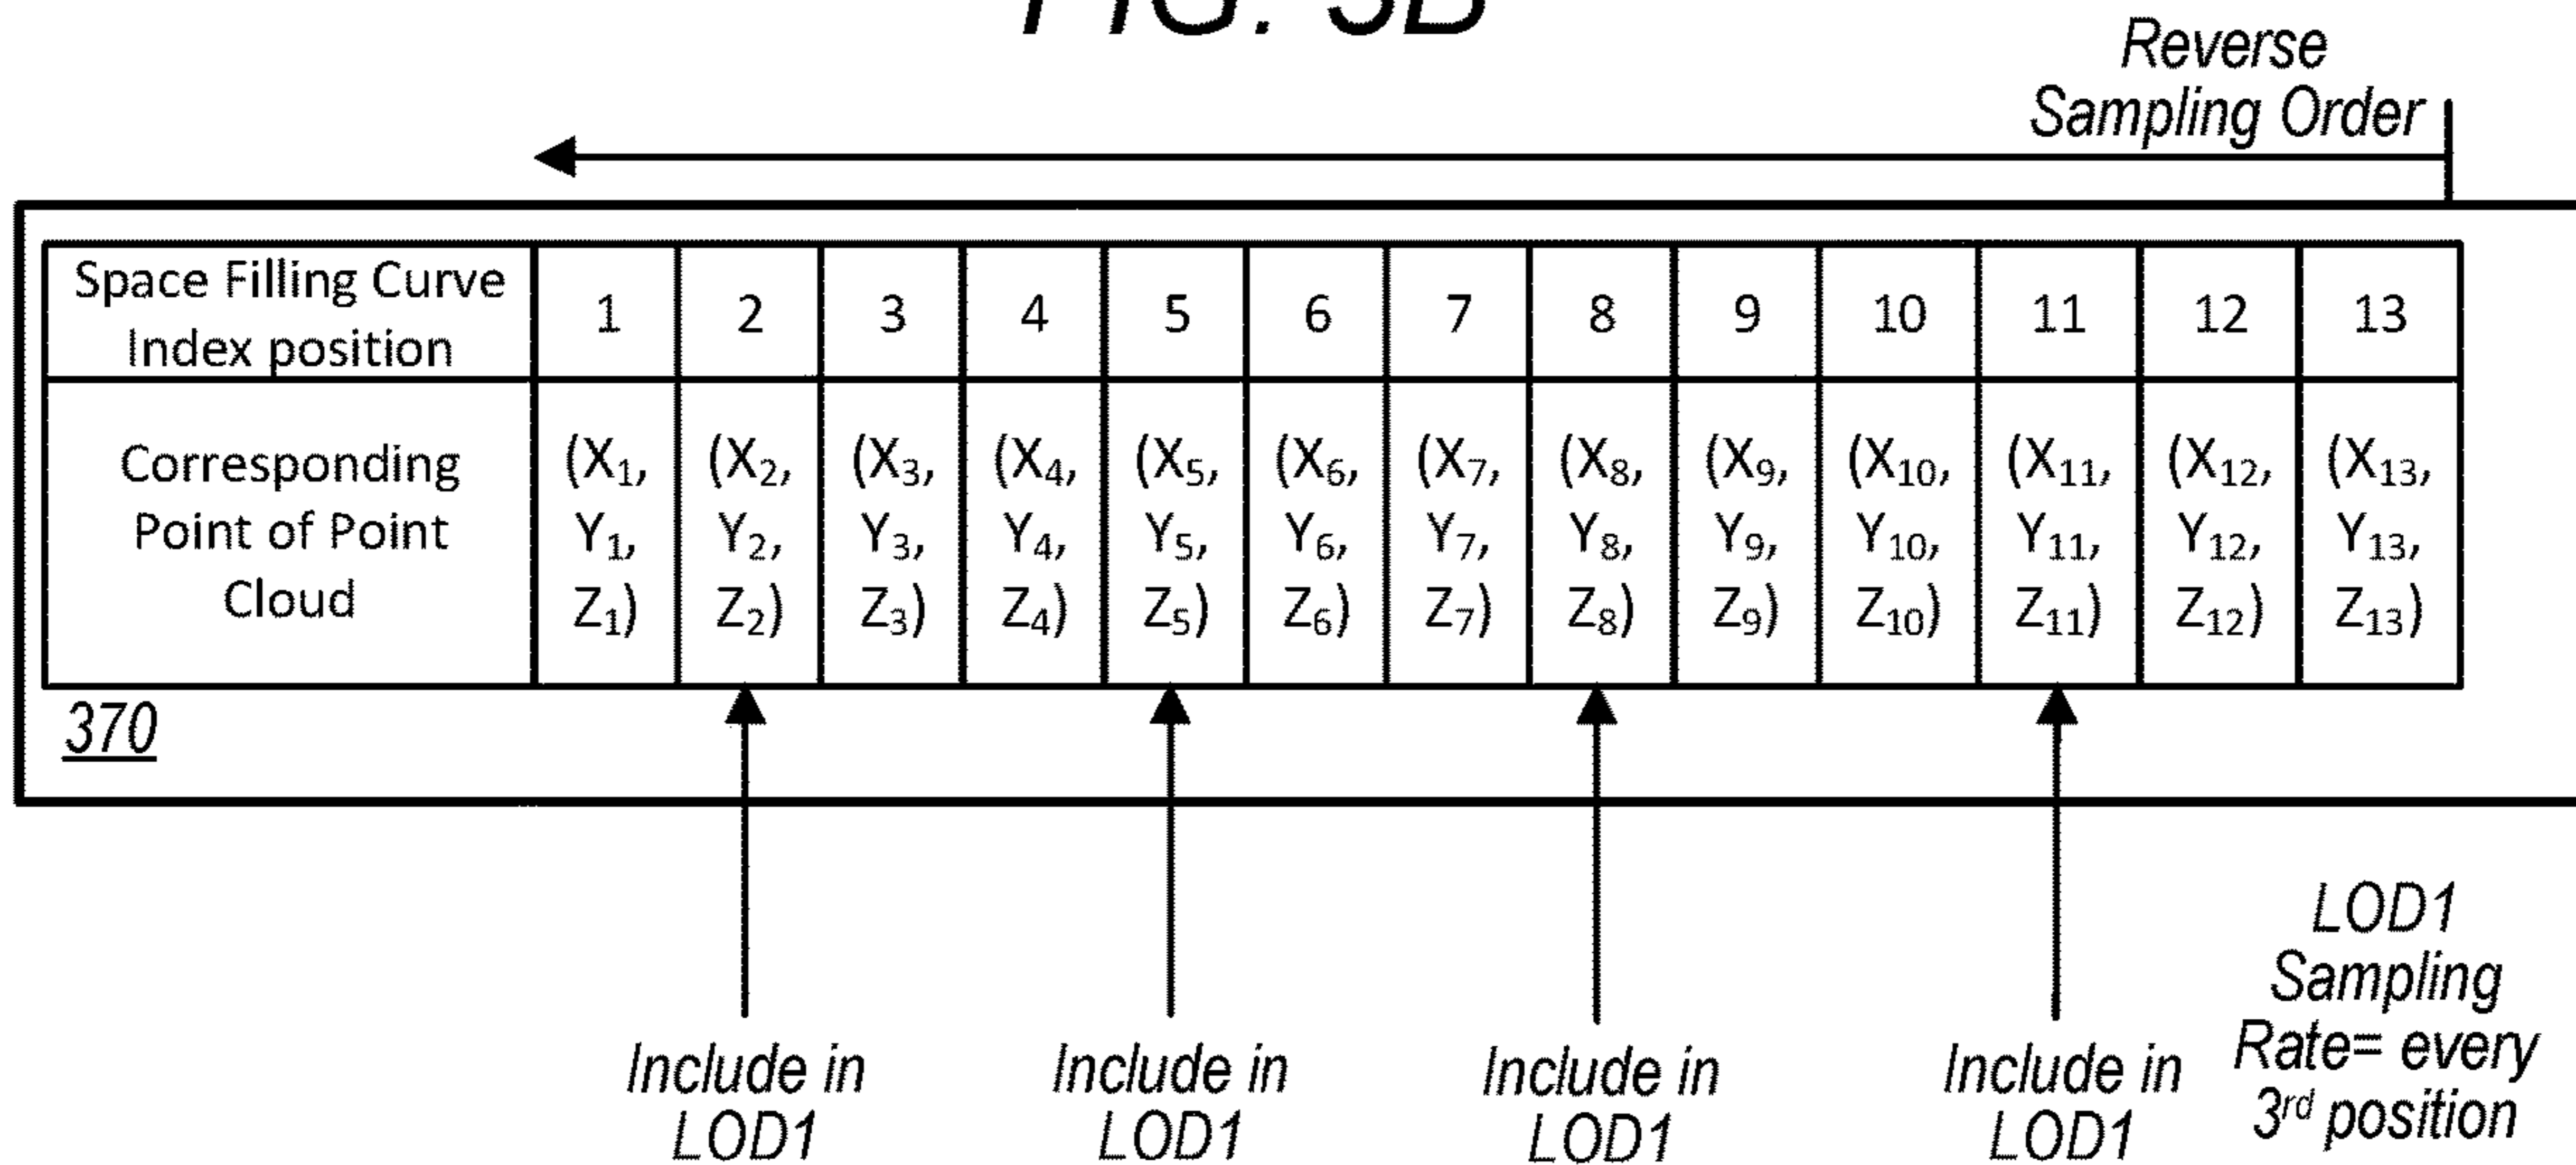 FIG. 3B
Reverse
Sampling Order
Space Filling Curve
Index position
1 2 3 4 5 6 7 8 9 10 11 12 13
Corresponding
Point of Point
Cloud
(X₁, (X₂, (X₃, (X₄, (X₅, (X₆, (X₇, (X₈, (X₉, (X₁₀, (X₁₁, (X₁₂, (X₁₃,
Y₁, Y₂, Y₃, Y₄, Y₅, Y₆, Y₇, Y₈, Y₉, Y₁₀, Y₁₁, Y₁₂, Y₁₃,
Z₁) Z₂) Z₃) Z₄) Z₅) Z₆) Z₇) Z₈) Z₉) Z₁₀) Z₁₁) Z₁₂) Z₁₃)
370
Include in
LOD1
Include in
LOD1
Include in
LOD1
Include in
LOD1
LOD1
Sampling
Rate= every
3rd position